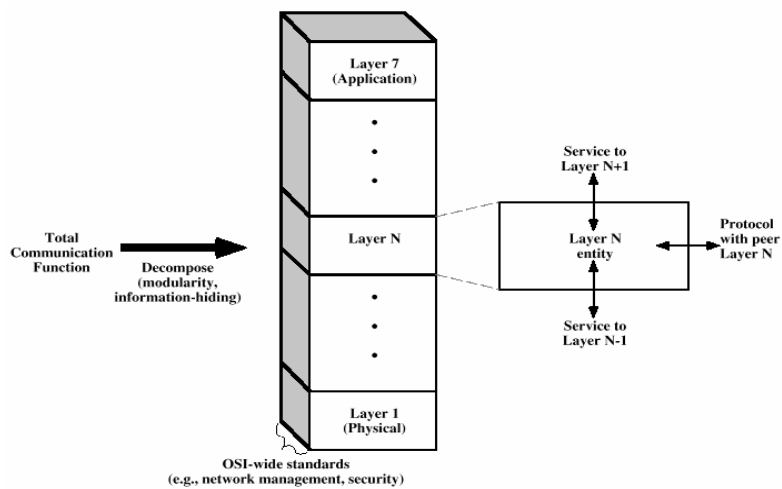 Layer 7
(Application)
•
•
•
Service to
Layer N+1
Total
Communication
Function
Decompose
(modularity,
information-hiding)
Layer N
Layer N
entity
Protocol
with peer
Layer N
•
•
•
Service to
Layer N-1
Layer 1
(Physical)
OSI-wide standards
(e.g., network management, security)